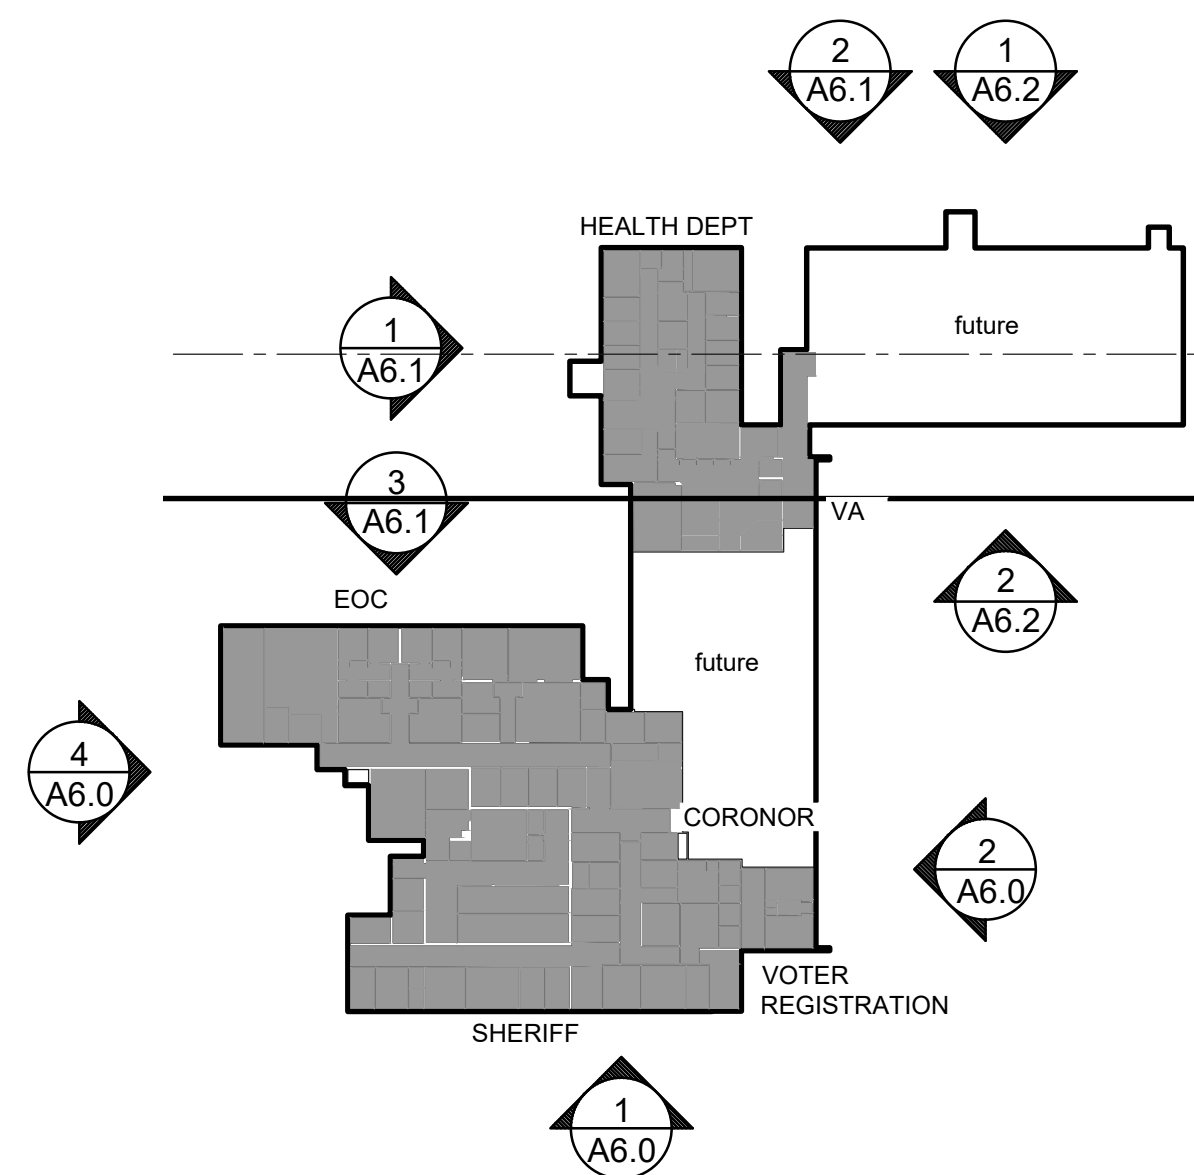 2
A6.1
1
A6.2
HEALTH DEPT
future
1
A6.1
3
A6.1
VA
EOC
2
A6.2
future
4
A6.0
CORONOR
2
A6.0
VOTER
REGISTRATION
SHERIFF
1
A6.0